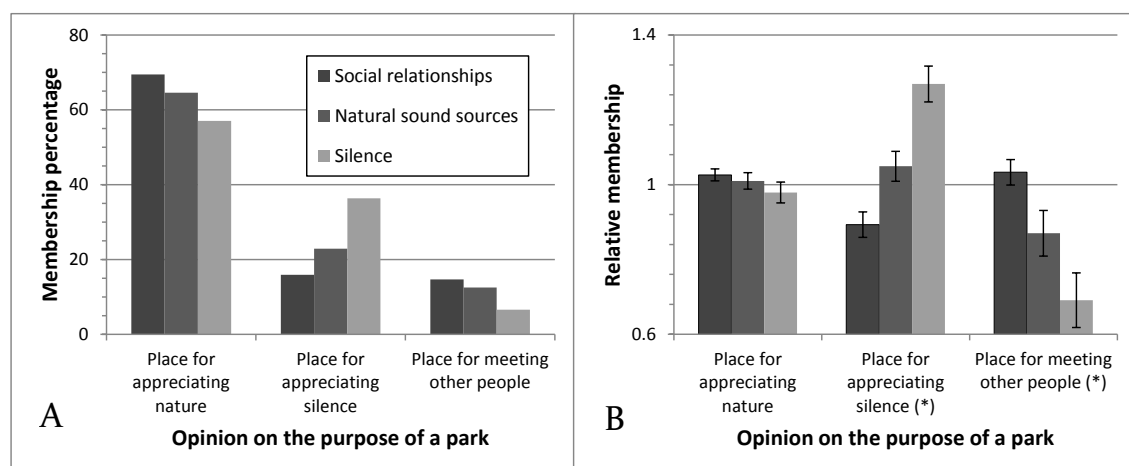 80
60
40
20
0
Membership percentage
Social relationships
Natural sound sources
Silence
Place for
appreciating
nature
Place for
appreciating
silence
Place for meeting
other people
Opinion on the purpose of a park
A
1.4
1
0.6
Relative membership
Place for
appreciating
nature
Place for
appreciating
silence (*)
Place for meeting
other people (*)
Opinion on the purpose of a park
B